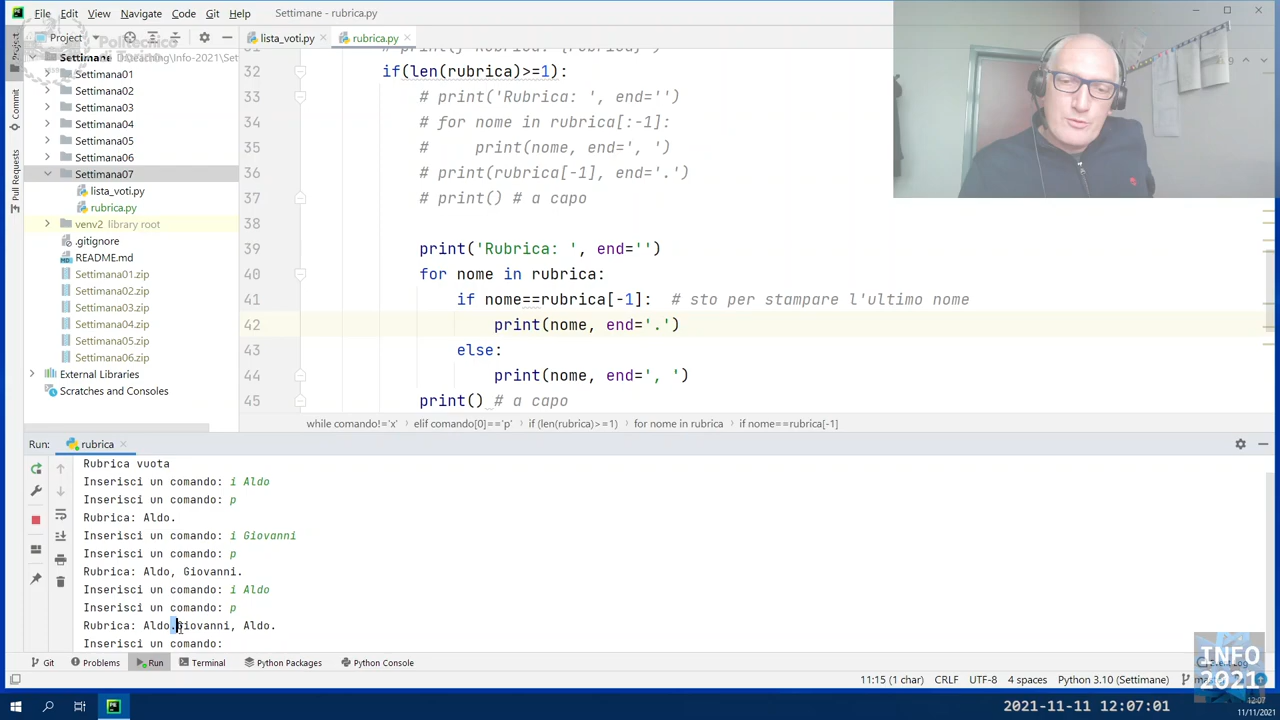 File Edit View Navigate Code Git Help Settimane - rubrica.py
Project
lista_voti.py
rubrica.py
Politecnico
Settimane
Settimana01
Settimana02
Settimana03
Settimana04
Settimana05
Settimana06
Settimana07
lista_voti.py
rubrica.py
venv2 library root
.gitignore
README.md
Settimana01.zip
Settimana02.zip
Settimana03.zip
Settimana04.zip
Settimana05.zip
Settimana06.zip
External Libraries
Scratches and Consoles
Project
Commit
Pull Requests
32 if(len(rubrica)>=1):
33 # print('Rubrica: ', end='')
34 # for nome in rubrica[:-1]:
35 #     print(nome, end=', ')
36 # print(rubrica[-1], end='.')
37 # print() # a capo
38
39 print('Rubrica: ', end='')
40 for nome in rubrica:
41 if nome==rubrica[-1]:  # sto per stampare l'ultimo nome
42 print(nome, end='.')
43 else:
44 print(nome, end=', ')
45 print() # a capo
while comando!='x' elif comando[0]=='p' if (len(rubrica)>=1) for nome in rubrica if nome==rubrica[-1]
Run: rubrica
Rubrica vuota
Inserisci un comando: i Aldo
Inserisci un comando: p
Rubrica: Aldo.
Inserisci un comando: i Giovanni
Inserisci un comando: p
Rubrica: Aldo, Giovanni.
Inserisci un comando: i Aldo
Inserisci un comando: p
Rubrica: Aldo.Giovanni, Aldo.
Inserisci un comando:
Git Problems Run Terminal Python Packages Python Console
11:15 (1 char) CRLF UTF-8 4 spaces Python 3.10 (Settimane)
INFO
2021
2021-11-11 12:07:01
12:07
11/11/2021